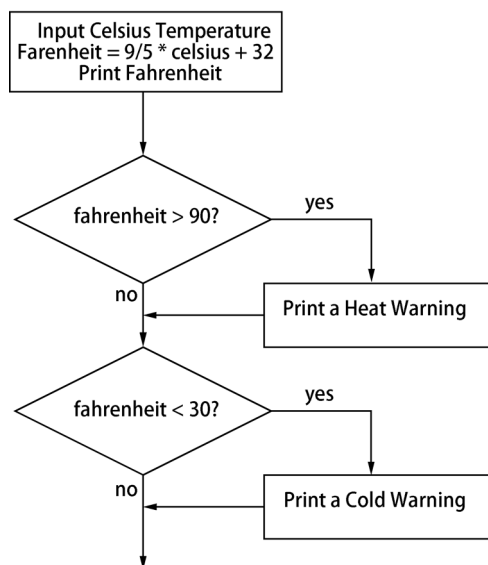 Input Celsius Temperature
Farenheit = 9/5 * celsius + 32
Print Fahrenheit
fahrenheit > 90?
yes
no
Print a Heat Warning
fahrenheit < 30?
yes
no
Print a Cold Warning